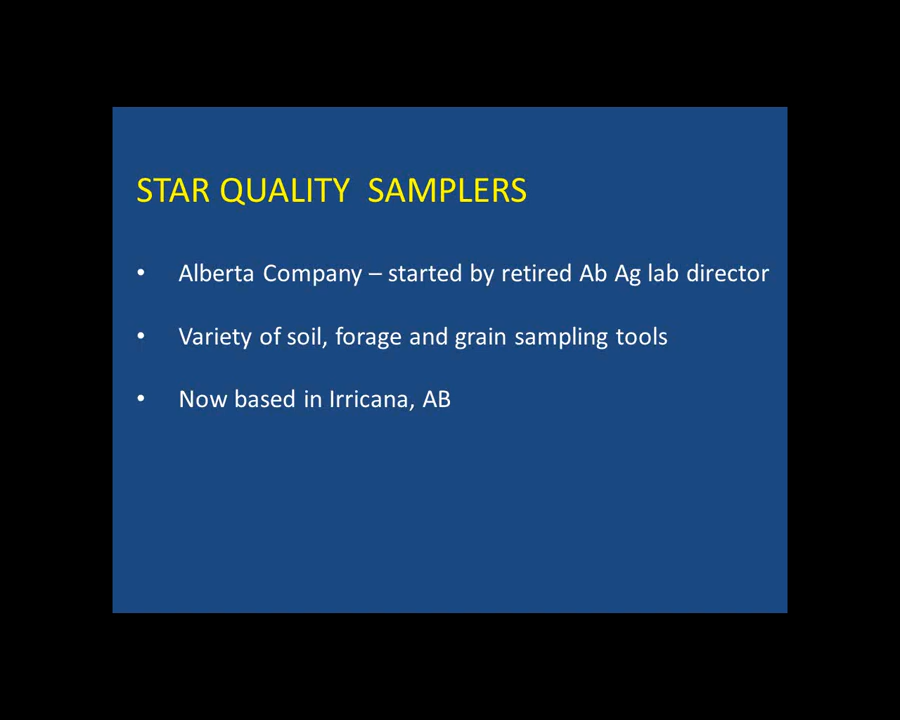 STAR QUALITY  SAMPLERS
• Alberta Company – started by retired Ab Ag lab director
• Variety of soil, forage and grain sampling tools
• Now based in Irricana, AB